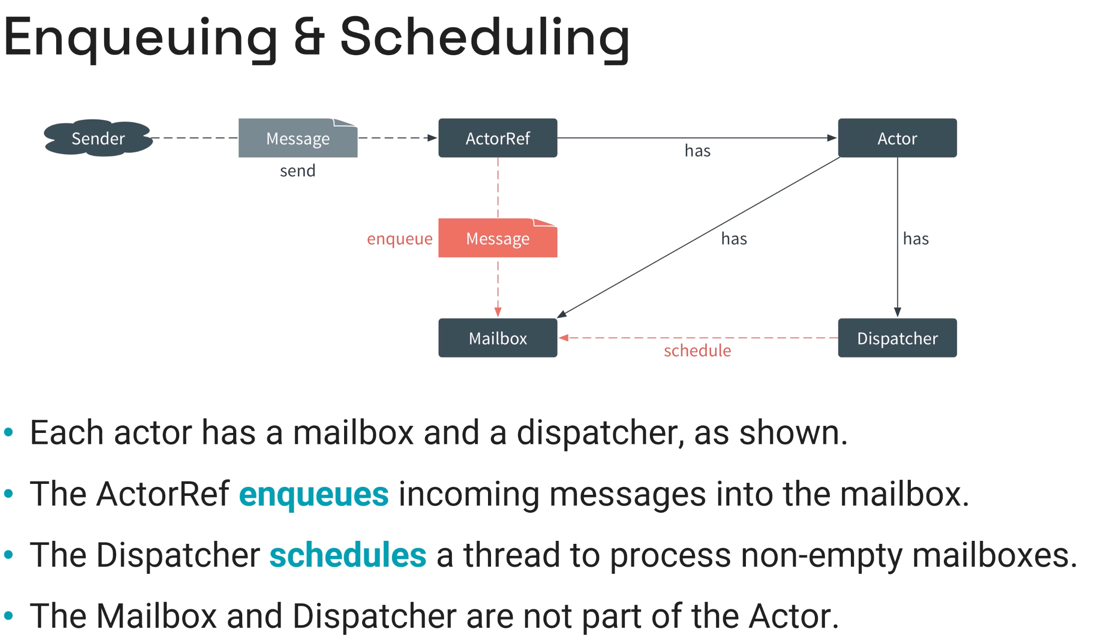 Enqueuing & Scheduling
Sender
Message
send
ActorRef
has
Actor
enqueue
Message
has
has
Mailbox
schedule
Dispatcher
• Each actor has a mailbox and a dispatcher, as shown.
• The ActorRef enqueues incoming messages into the mailbox.
• The Dispatcher schedules a thread to process non-empty mailboxes.
• The Mailbox and Dispatcher are not part of the Actor.